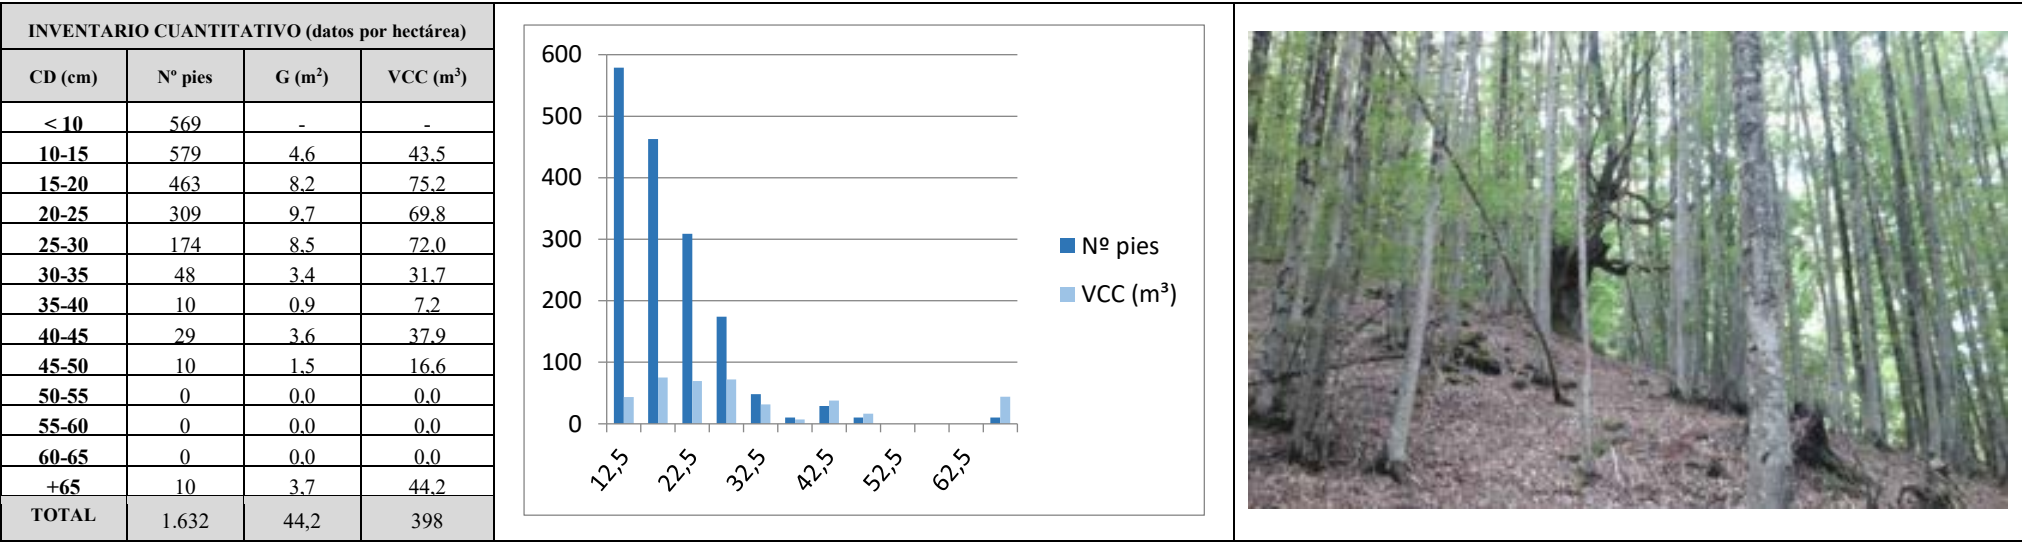 INVENTARIO CUANTITATIVO (datos por hectárea)
CD (cm) Nº pies G (m²) VCC (m³)
< 10 569 - -
10-15 579 4,6 43,5
15-20 463 8,2 75,2
20-25 309 9,7 69,8
25-30 174 8,5 72,0
30-35 48 3,4 31,7
35-40 10 0,9 7,2
40-45 29 3,6 37,9
45-50 10 1,5 16,6
50-55 0 0,0 0,0
55-60 0 0,0 0,0
60-65 0 0,0 0,0
+65 10 3,7 44,2
TOTAL 1.632 44,2 398
600
500
400
300
200
100
0
12,5 22,5 32,5 42,5 52,5 62,5
Nº pies
VCC (m³)